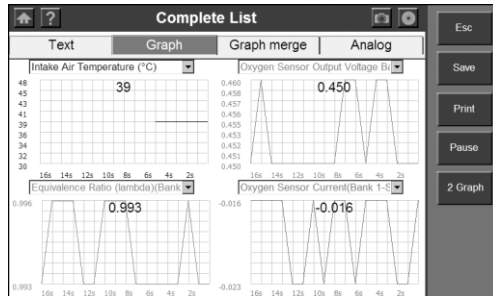 ?
Complete List
Esc
Text
Graph
Graph merge
Analog
Save
Print
Pause
2 Graph
Intake Air Temperature (°C)
39
48
45
43
41
39
36
34
32
30
16s 14s 12s 10s 8s 6s 4s 2s
Oxygen Sensor Output Voltage Ba
0.450
0.460
0.458
0.457
0.456
0.455
0.453
0.452
0.451
0.450
16s 14s 12s 10s 8s 6s 4s 2s
Equivalence Ratio (lambda)(Bank
0.993
0.996
0.993
16s 14s 12s 10s 8s 6s 4s 2s
Oxygen Sensor Current(Bank 1-S
-0.016
-0.016
-0.023
16s 14s 12s 10s 8s 6s 4s 2s